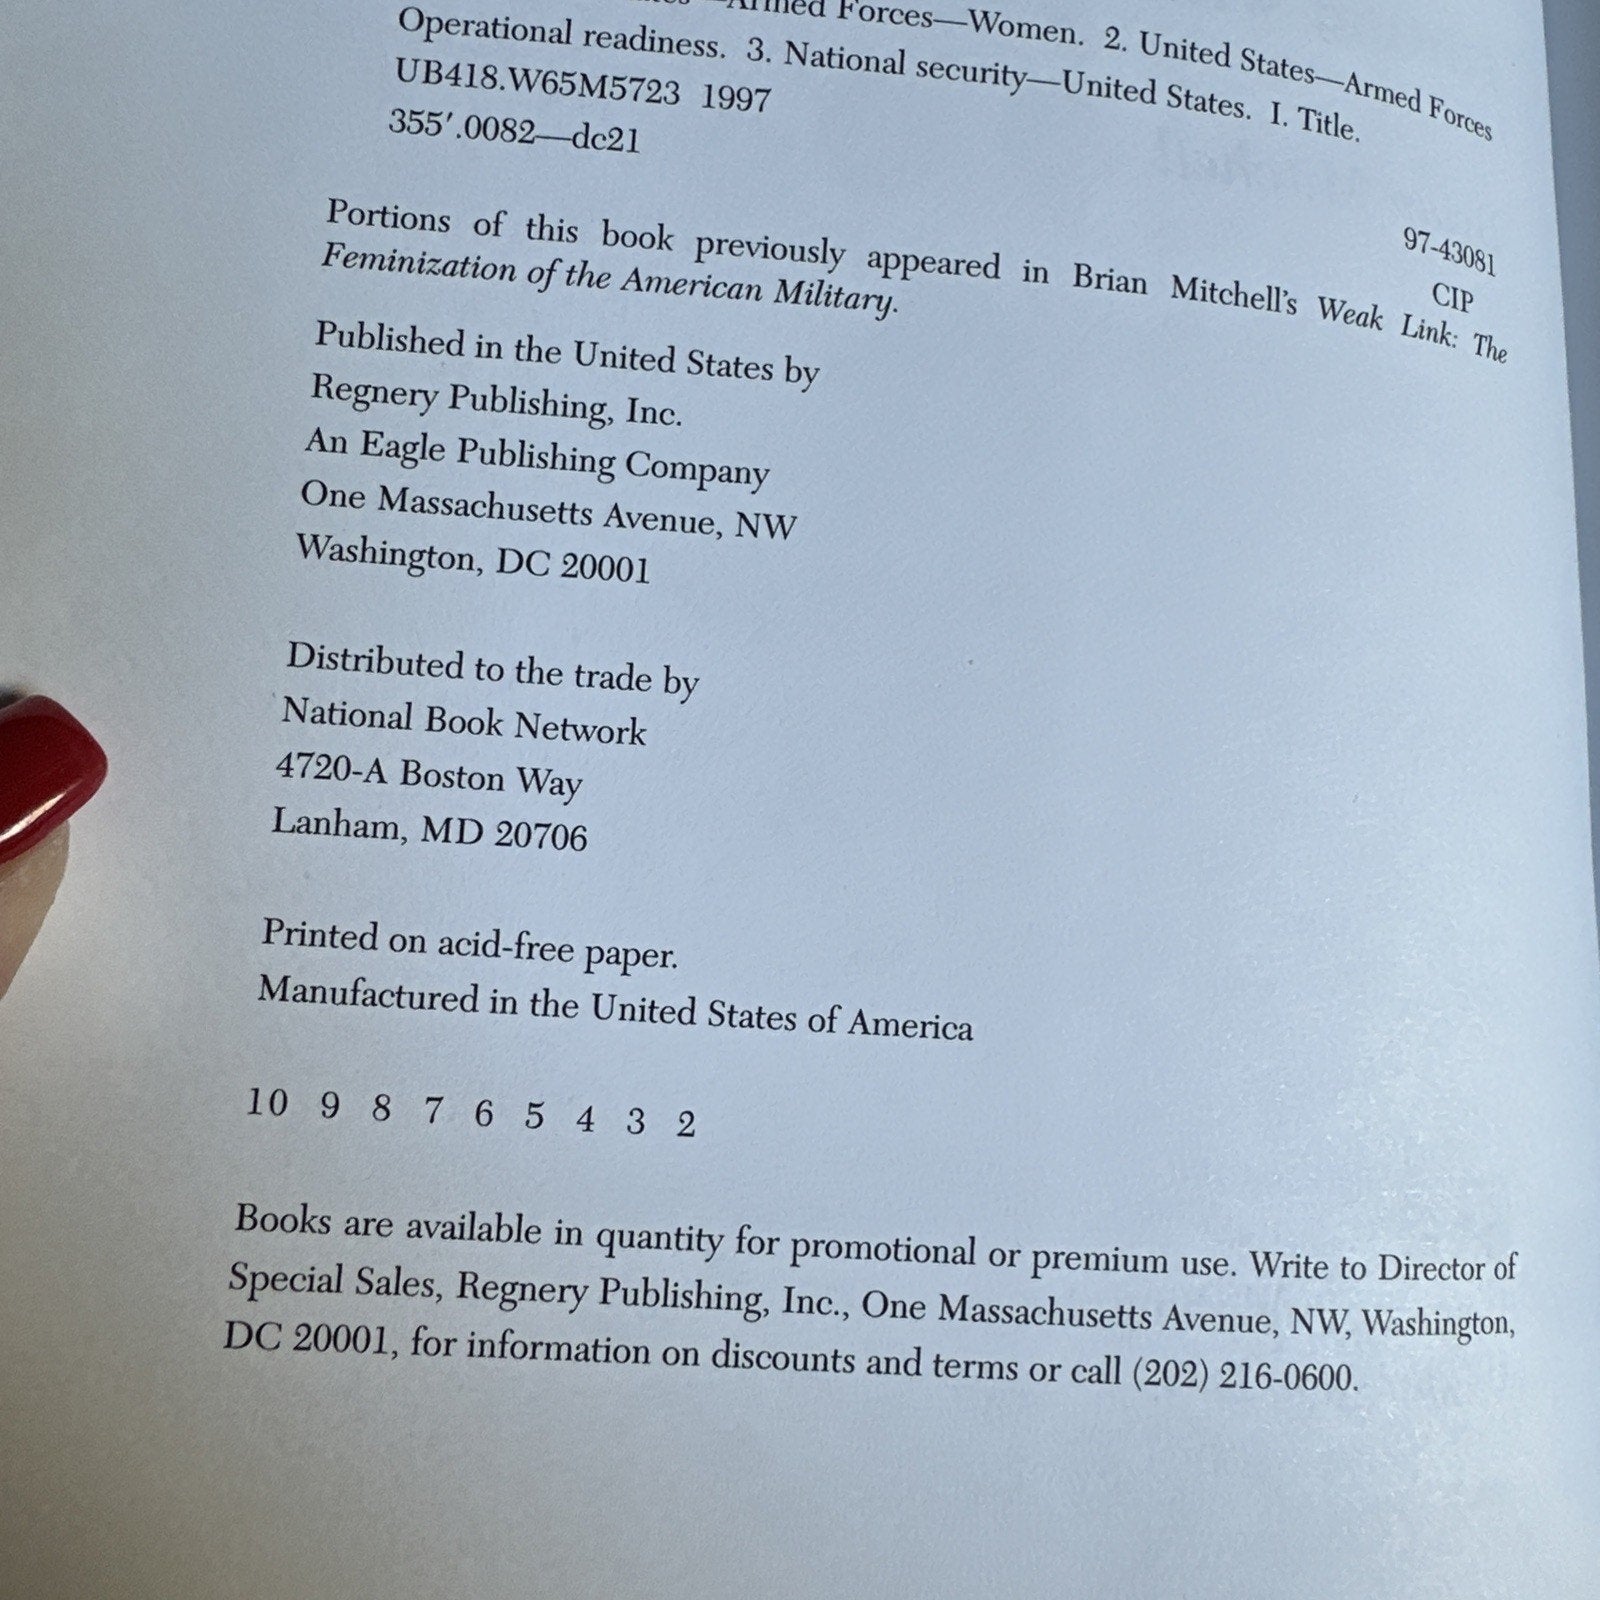 Armed Forces—Women. 2. United States—Armed Forces
Operational readiness. 3. National security—United States. I. Title.
UB418.W65M5723 1997
355′.0082—dc21
97-43081
CIP
Portions of this book previously appeared in Brian Mitchell's Weak Link: The
Feminization of the American Military.
Published in the United States by
Regnery Publishing, Inc.
An Eagle Publishing Company
One Massachusetts Avenue, NW
Washington, DC 20001
Distributed to the trade by
National Book Network
4720-A Boston Way
Lanham, MD 20706
Printed on acid-free paper.
Manufactured in the United States of America
10 9 8 7 6 5 4 3 2
Books are available in quantity for promotional or premium use. Write to Director of
Special Sales, Regnery Publishing, Inc., One Massachusetts Avenue, NW, Washington,
DC 20001, for information on discounts and terms or call (202) 216-0600.